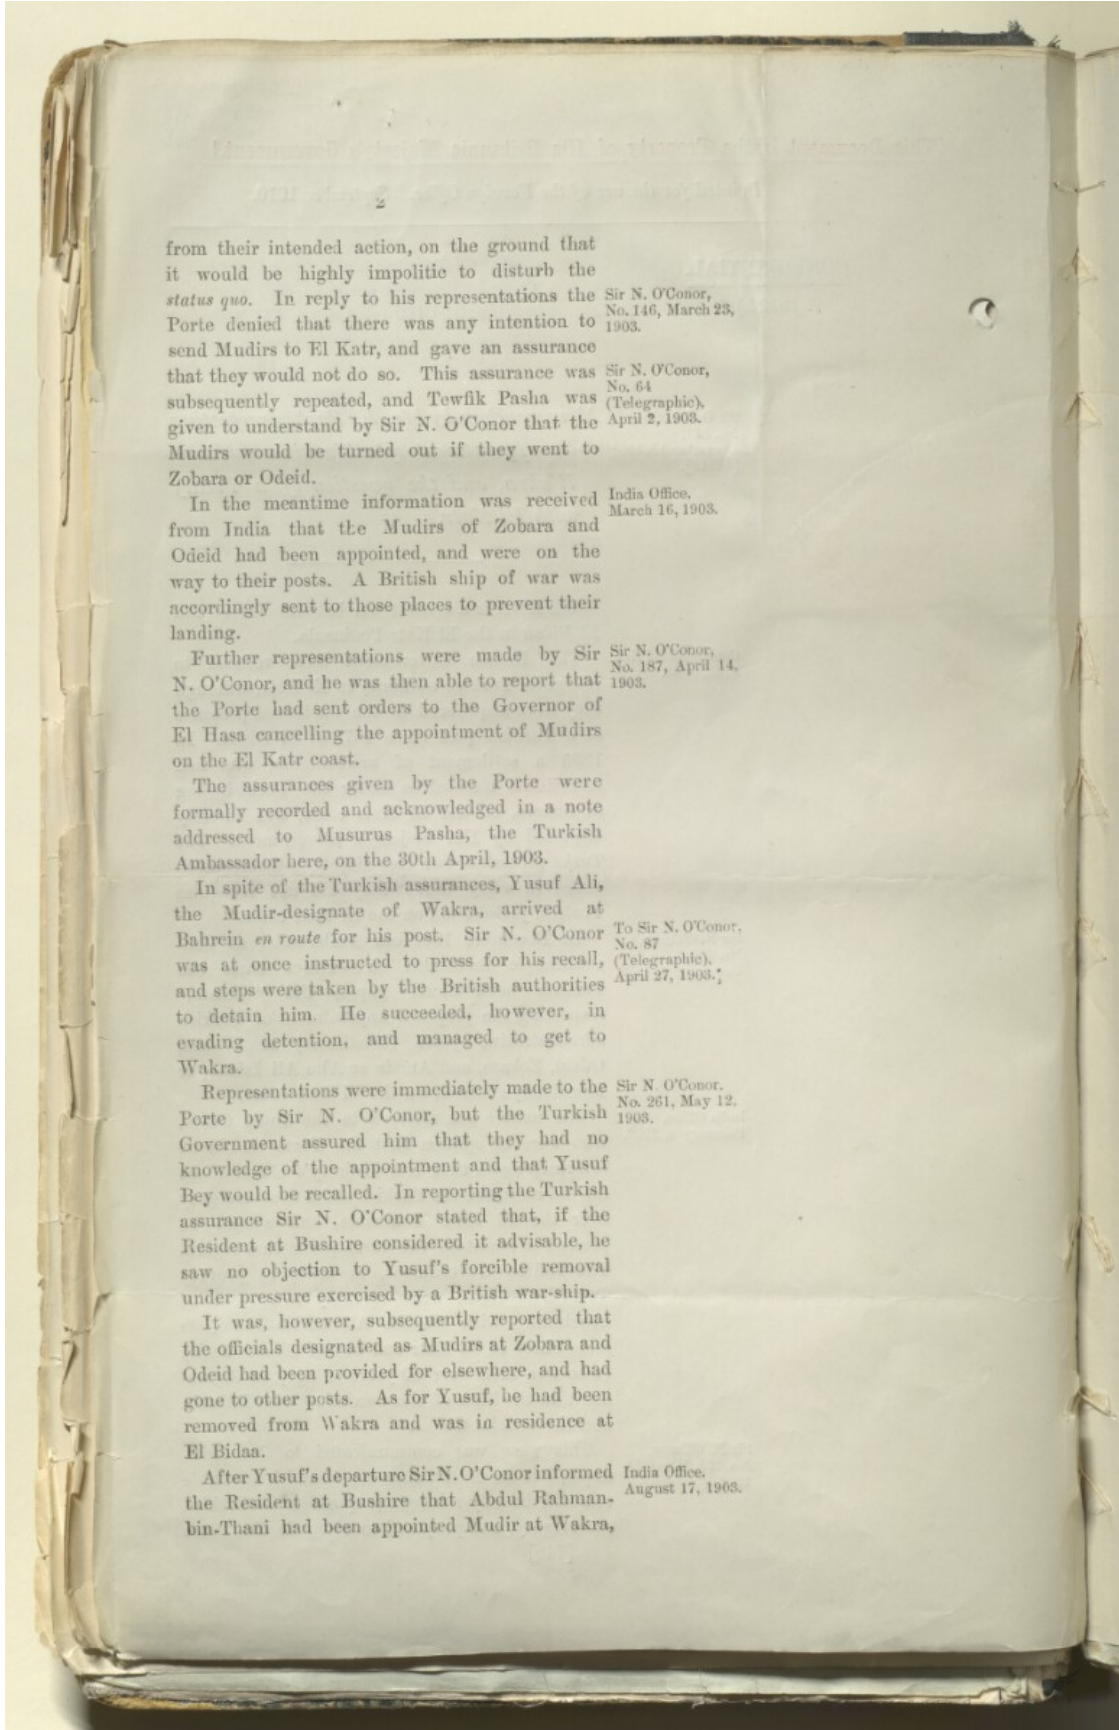 2
from their intended action, on the ground that
it would be highly impolitic to disturb the
status quo. In reply to his representations the
Porte denied that there was any intention to
send Mudirs to El Katr, and gave an assurance
that they would not do so. This assurance was
subsequently repeated, and Tewfik Pasha was
given to understand by Sir N. O'Conor that the
Mudirs would be turned out if they went to
Zobara or Odeid.
Sir N. O'Conor,
No. 146, March 23,
1903.
Sir N. O'Conor,
No. 64
(Telegraphic),
April 2, 1903.
In the meantime information was received
from India that the Mudirs of Zobara and
Odeid had been appointed, and were on the
way to their posts. A British ship of war was
accordingly sent to those places to prevent their
landing.
India Office,
March 16, 1903.
Further representations were made by Sir
N. O'Conor, and he was then able to report that
the Porte had sent orders to the Governor of
El Hasa cancelling the appointment of Mudirs
on the El Katr coast.
Sir N. O'Conor,
No. 187, April 14,
1903.
The assurances given by the Porte were
formally recorded and acknowledged in a note
addressed to Musurus Pasha, the Turkish
Ambassador here, on the 30th April, 1903.
In spite of the Turkish assurances, Yusuf Ali,
the Mudir-designate of Wakra, arrived at
Bahrein en route for his post. Sir N. O'Conor
was at once instructed to press for his recall,
and steps were taken by the British authorities
to detain him. He succeeded, however, in
evading detention, and managed to get to
Wakra.
To Sir N. O'Conor,
No. 87
(Telegraphic),
April 27, 1903.
Representations were immediately made to the
Porte by Sir N. O'Conor, but the Turkish
Government assured him that they had no
knowledge of the appointment and that Yusuf
Bey would be recalled. In reporting the Turkish
assurance Sir N. O'Conor stated that, if the
Resident at Bushire considered it advisable, he
saw no objection to Yusuf's forcible removal
under pressure exercised by a British war-ship.
Sir N. O'Conor,
No. 261, May 12,
1903.
It was, however, subsequently reported that
the officials designated as Mudirs at Zobara and
Odeid had been provided for elsewhere, and had
gone to other posts. As for Yusuf, he had been
removed from Wakra and was in residence at
El Bidaa.
After Yusuf's departure Sir N. O'Conor informed
the Resident at Bushire that Abdul Rahman-
bin-Thani had been appointed Mudir at Wakra,
India Office,
August 17, 1903.